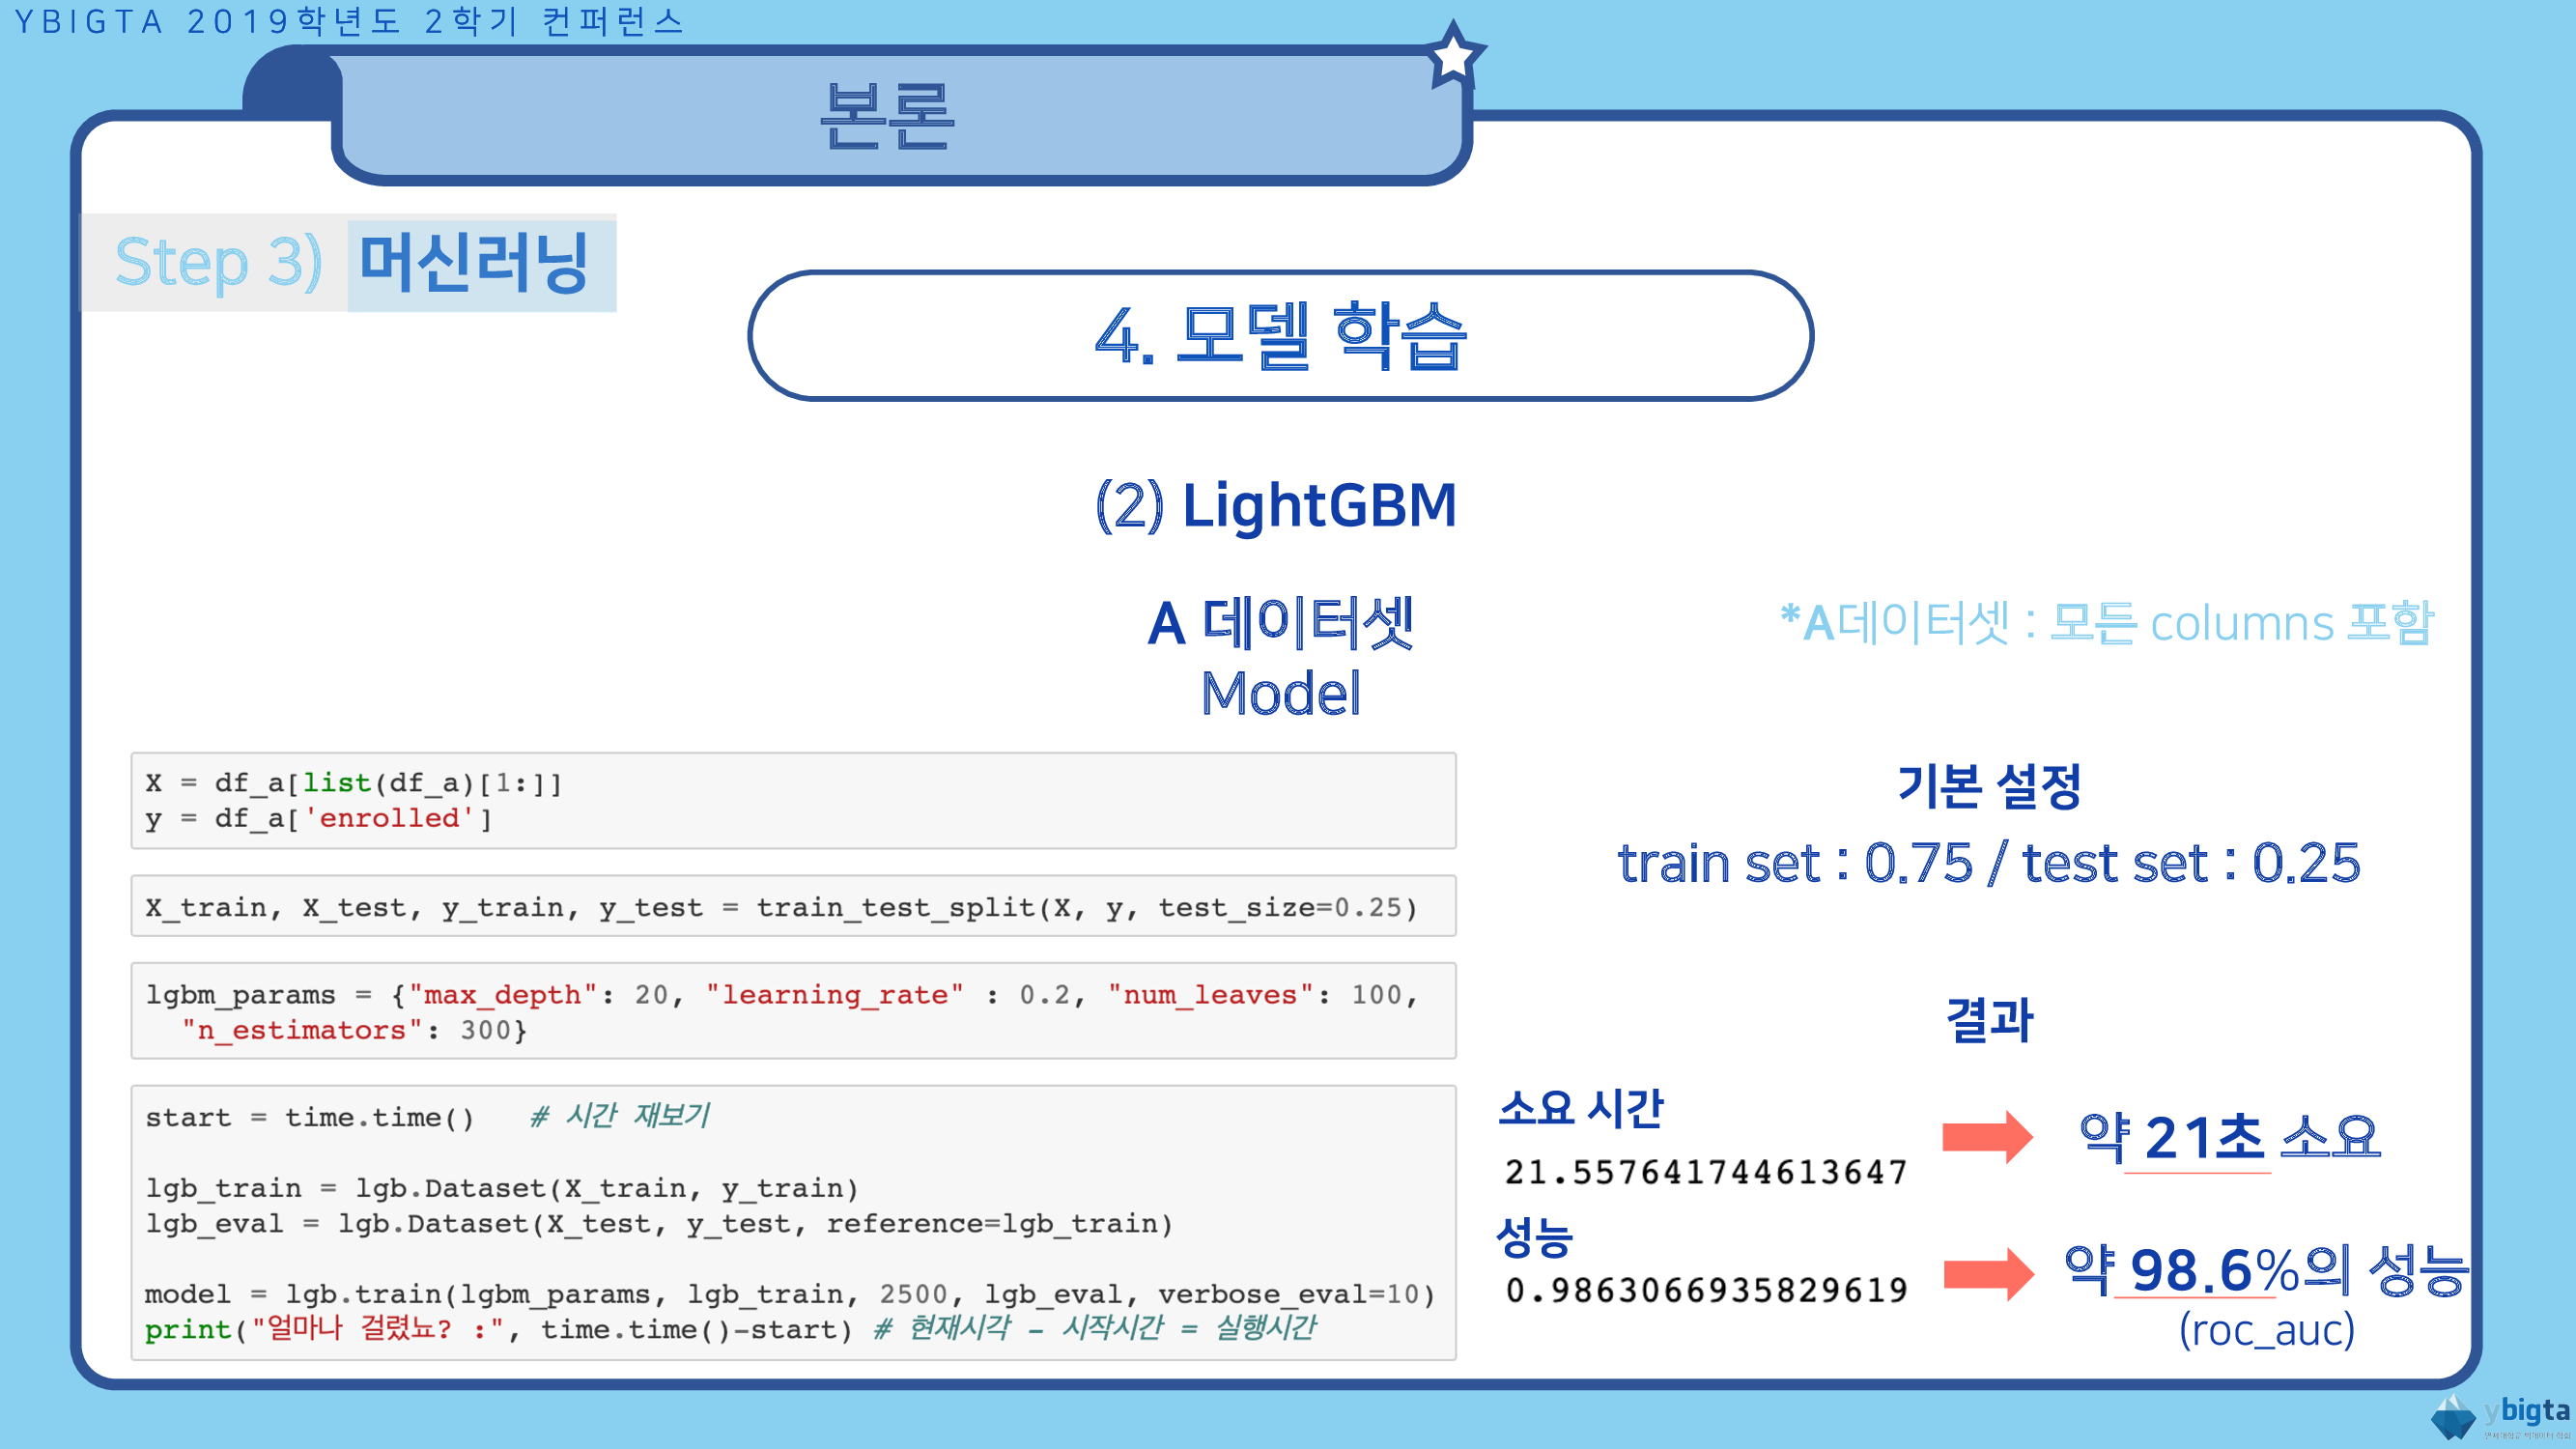 YBIGTA 2019학년도 2학기 컨퍼런스
본론
Step 3) 머신러닝
4. 모델 학습
(2) LightGBM
A 데이터셋
Model
*A데이터셋 : 모든 columns 포함
X = df_a[list(df_a)[1:]]
y = df_a['enrolled']
X_train, X_test, y_train, y_test = train_test_split(X, y, test_size=0.25)
lgbm_params = {"max_depth": 20, "learning_rate" : 0.2, "num_leaves": 100,
"n_estimators": 300}
start = time.time()   # 시간 재보기
lgb_train = lgb.Dataset(X_train, y_train)
lgb_eval = lgb.Dataset(X_test, y_test, reference=lgb_train)
model = lgb.train(lgbm_params, lgb_train, 2500, lgb_eval, verbose_eval=10)
print("얼마나 걸렸뇨? :", time.time()-start) # 현재시각 - 시작시간 = 실행시간
기본 설정
train set : 0.75 / test set : 0.25
결과
소요 시간
21.557641744613647
약 21초 소요
성능
0.9863066935829619
약 98.6%의 성능
(roc_auc)
ybigta